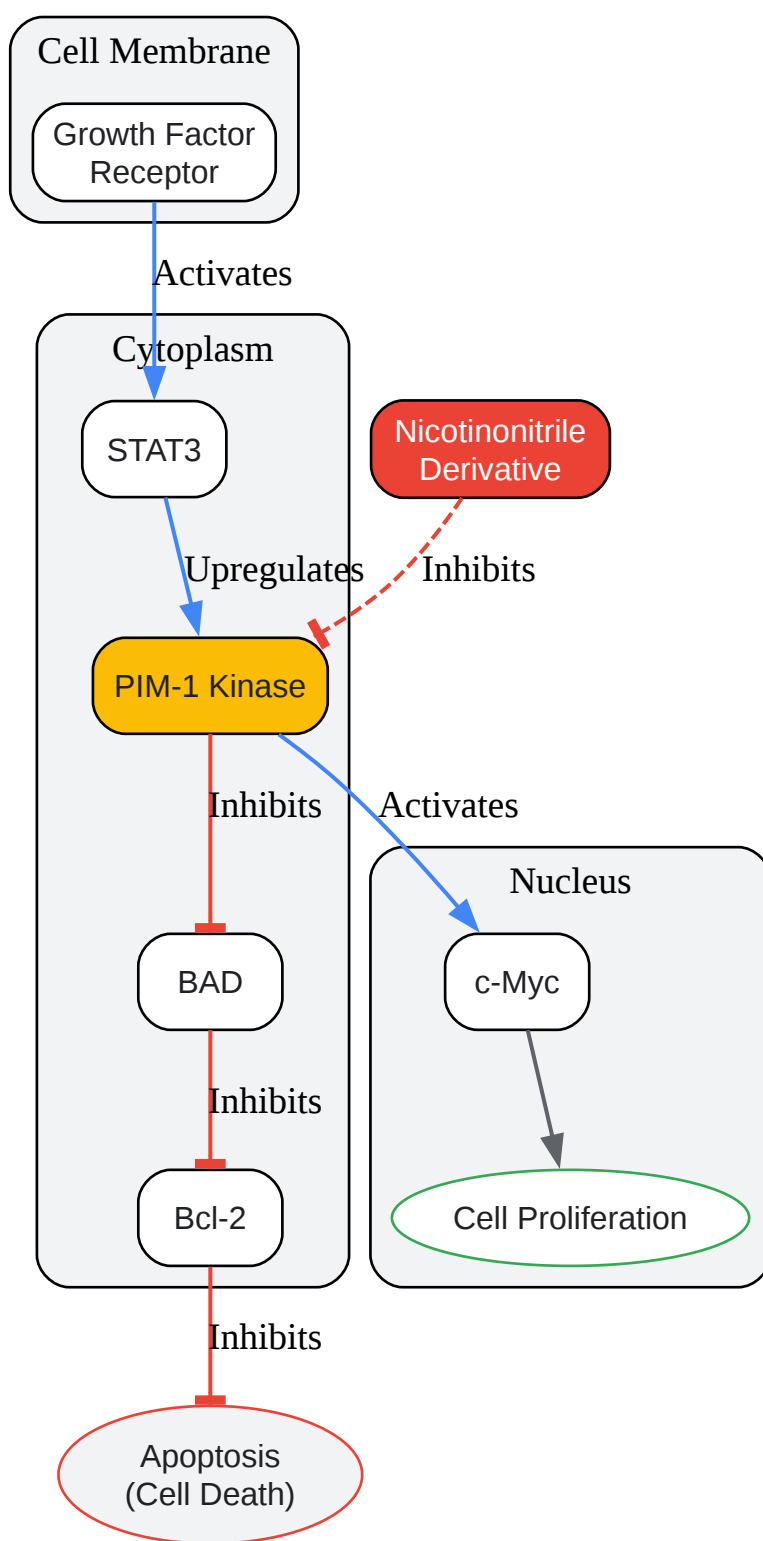 Cell Membrane
Growth Factor
Receptor
Activates
Cytoplasm
STAT3
Nicotinonitrile
Derivative
Upregulates
Inhibits
PIM-1 Kinase
Inhibits
Activates
Nucleus
BAD
c-Myc
Inhibits
Bcl-2
Cell Proliferation
Inhibits
Apoptosis
(Cell Death)